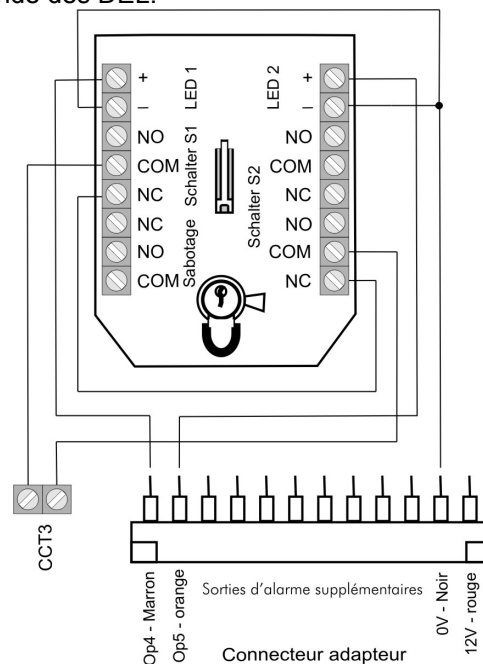 +
–
NO
COM
NC
NC
NO
COM
LED 1
Schalter S1
Sabotage
LED 2
Schalter S2
+
–
NO
COM
NC
NO
COM
NC
CCT3
Op4 - Marron
Op5 - orange
Sorties d'alarme supplémentaires
0V - Noir
12V - rouge
Connecteur adapteur